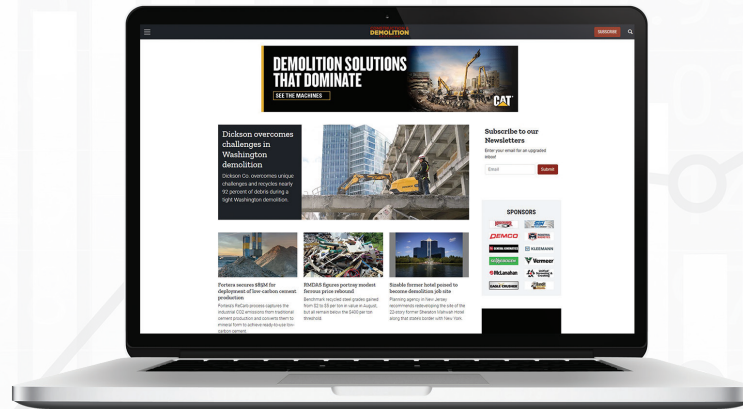 DEMOLITION
SUBSCRIBE
DEMOLITION SOLUTIONS
THAT DOMINATE
SEE THE MACHINES
CAT
Dickson overcomes
challenges in
Washington
demolition
Dickson Co. overcomes unique
challenges and recycles nearly
92 percent of debris during a
tight Washington demolition.
Subscribe to our
Newsletters
Enter your email for an upgraded
inbox!
Email
Submit
SPONSORS
DEMCO
GENERAL KINEMATICS
KLEEMANN
Vermeer
McLanahan
EAGLE CRUSHER
Fortera secures $85M for
deployment of low-carbon cement
production
Fortera's ReCarb process captures the
industrial CO2 emissions from traditional
cement production and converts them to
mineral form to achieve ready-to-use low-
carbon cement.
RMDAS figures portray modest
ferrous price rebound
Benchmark recycled steel grades gained
from $2 to $5 per ton in value in August,
but all remain below the $400 per ton
threshold.
Sizable former hotel poised to
become demolition job site
Planning agency in New Jersey
recommends redeveloping the site of the
22-story former Sheraton Mahwah Hotel
along that state's border with New York.